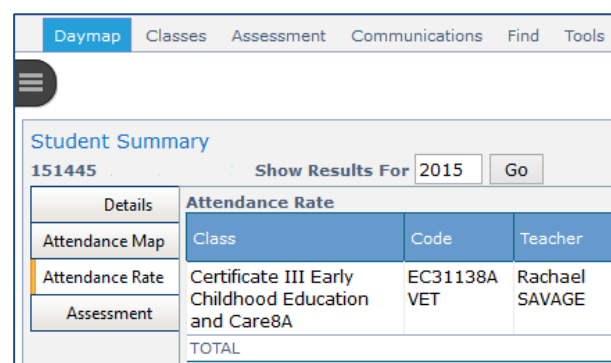 Daymap Classes Assessment Communications Find Tools
Student Summary
151445 Show Results For 2015 Go
Details
Attendance Map
Attendance Rate
Assessment
Attendance Rate
Class Code Teacher
Certificate III Early EC31138A Rachael
Childhood Education VET SAVAGE
and Care8A
TOTAL